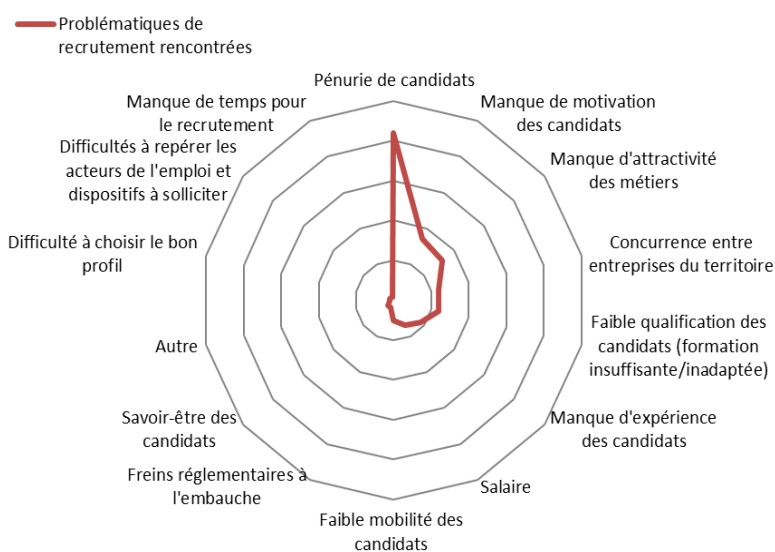 Problématiques de
recrutement rencontrées
Pénurie de candidats
Manque de motivation
des candidats
Manque d'attractivité
des métiers
Concurrence entre
entreprises du territoire
Faible qualification des
candidats (formation
insuffisante/inadaptée)
Manque d'expérience
des candidats
Salaire
Faible mobilité des
candidats
Freins réglementaires à
l'embauche
Savoir-être des
candidats
Autre
Difficulté à choisir le bon
profil
Difficultés à repérer les
acteurs de l'emploi et
dispositifs à solliciter
Manque de temps pour
le recrutement